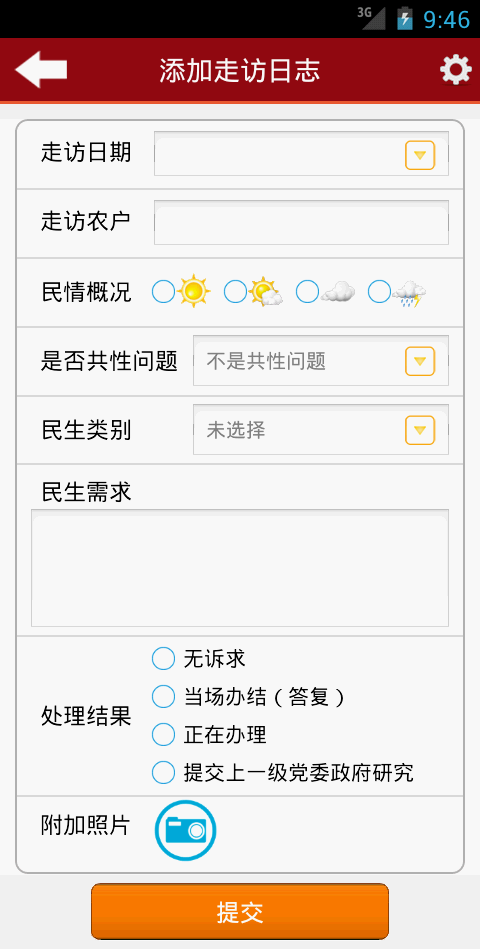 3G 9:46
添加走访日志
走访日期
走访农户
民情概况
是否共性问题 不是共性问题
民生类别 未选择
民生需求
处理结果
无诉求
当场办结（答复）
正在办理
提交上一级党委政府研究
附加照片
提交